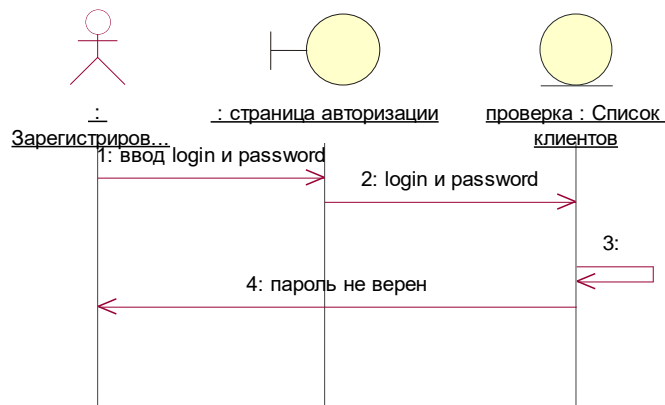 :
Зарегистриров...
: страница авторизации
проверка : Список
клиентов
1: ввод login и password
2: login и password
3:
4: пароль не верен